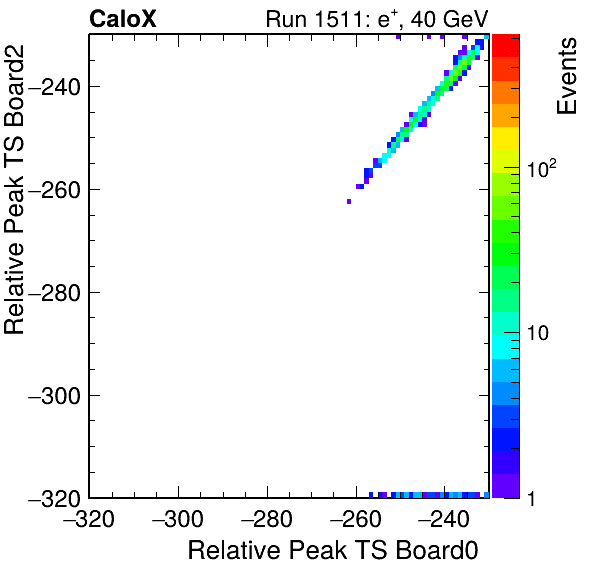 CaloX
Run 1511: e+, 40 GeV
Relative Peak TS Board2
Events
−240
−260
−280
−300
−320
10²
10
1
−320
−300
−280
−260
−240
Relative Peak TS Board0